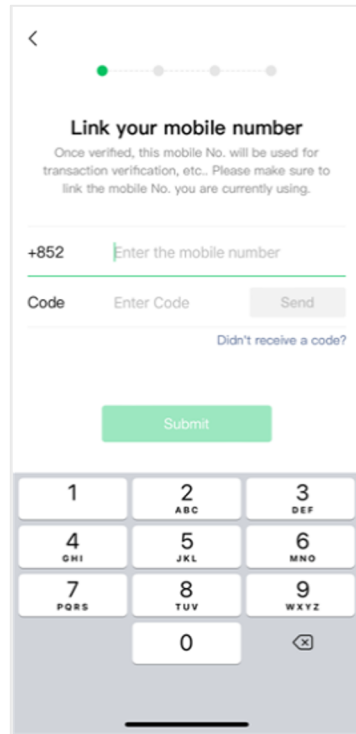 Link your mobile number
Once verified, this mobile No. will be used for
transaction verification, etc.. Please make sure to
link the mobile No. you are currently using.
+852 Enter the mobile number
Code Enter Code Send
Didn't receive a code?
Submit
1 2 3
ABC DEF
4 5 6
GHI JKL MNO
7 8 9
PQRS TUV WXYZ
0